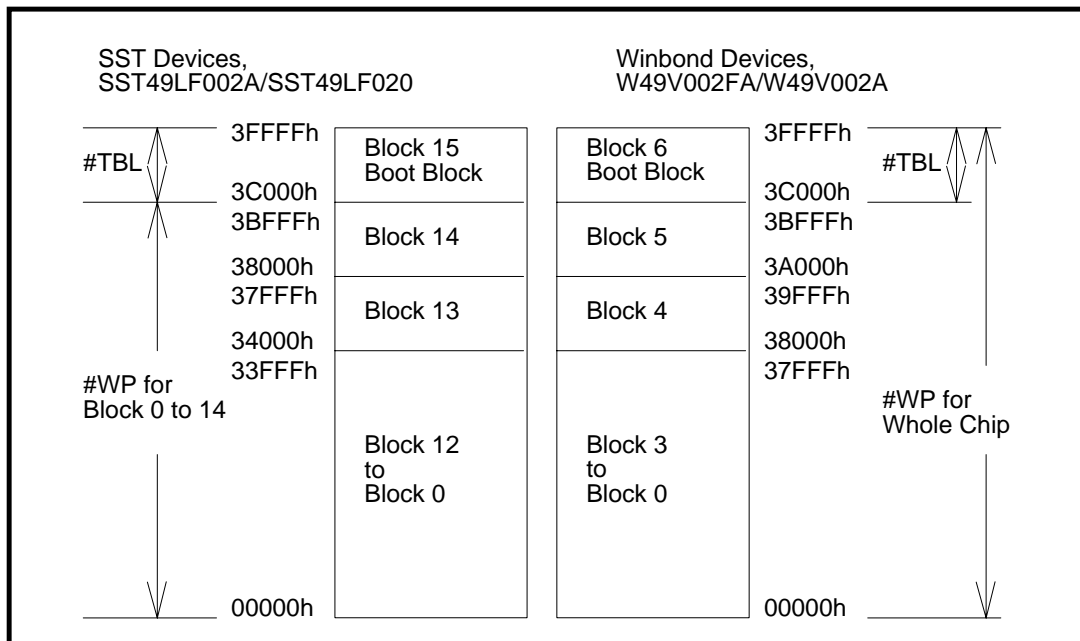 SST Devices,
SST49LF002A/SST49LF020
Winbond Devices,
W49V002FA/W49V002A
#TBL
3FFFFh
3C000h
3BFFFh
38000h
37FFFh
34000h
33FFFh
00000h
#WP for
Block 0 to 14
Block 15
Boot Block
Block 14
Block 13
Block 12
to
Block 0
Block 6
Boot Block
Block 5
Block 4
Block 3
to
Block 0
3FFFFh
3C000h
3BFFFh
3A000h
39FFFh
38000h
37FFFh
00000h
#TBL
#WP for
Whole Chip